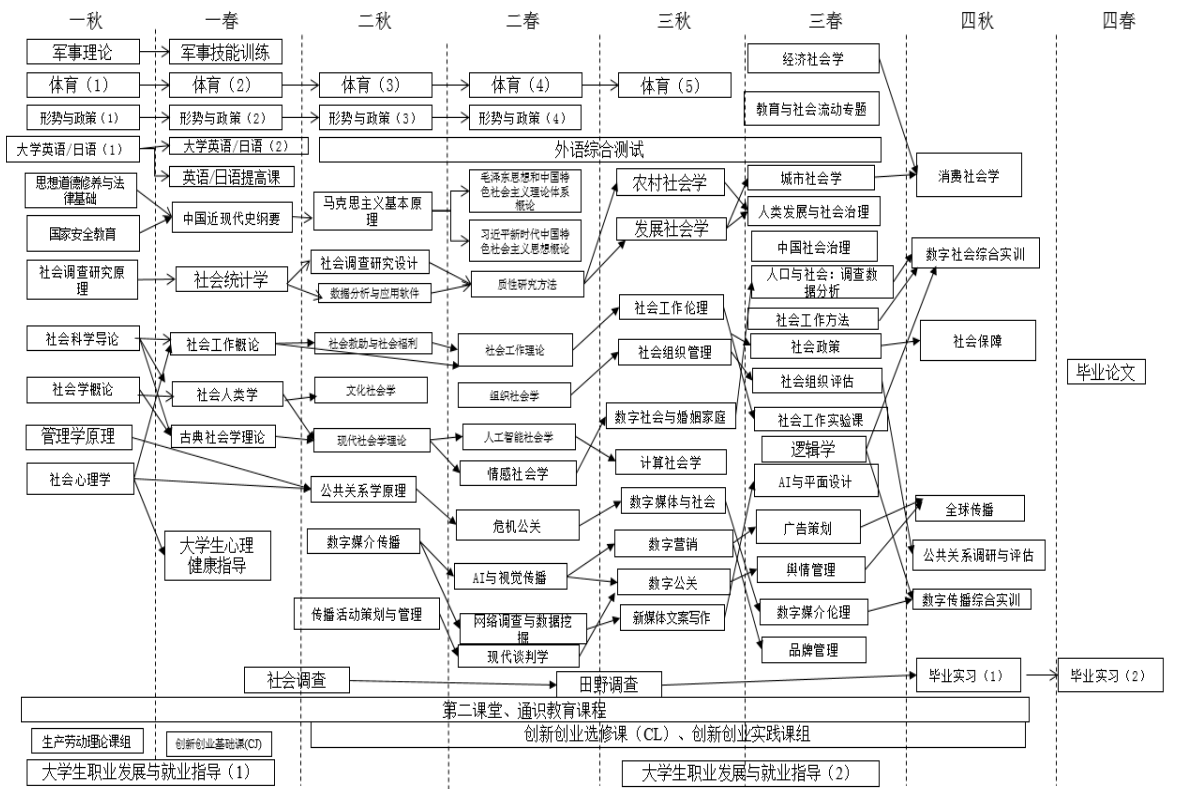 一秋
一春
二秋
二春
三秋
三春
四秋
四春
军事理论
军事技能训练
经济社会学
体育（1）
体育（2）
体育（3）
体育（4）
体育（5）
教育与社会流动专题
形势与政策（1）
形势与政策（2）
形势与政策（3）
形势与政策（4）
大学英语/日语（1）
大学英语/日语（2）
外语综合测试
英语/日语提高课
思想道德修养与法
律基础
毛泽东思想和中国特
色社会主义理论体系
概论
农村社会学
城市社会学
消费社会学
国家安全教育
中国近现代史纲要
马克思主义基本原
理
习近平新时代中国特
色社会主义思想概论
发展社会学
人类发展与社会治理
中国社会治理
数字社会综合实训
社会调查研究原
理
社会统计学
社会调查研究设计
数据分析与应用软件
质性研究方法
人口与社会：调查数
据分析
社会工作伦理
社会工作方法
社会科学导论
社会工作概论
社会救助与社会福利
社会工作理论
社会组织管理
社会政策
社会保障
社会学概论
社会人类学
文化社会学
组织社会学
社会组织评估
毕业论文
数字社会与婚姻家庭
社会工作实验课
管理学原理
古典社会学理论
现代社会学理论
人工智能社会学
逻辑学
社会心理学
情感社会学
计算社会学
AI与平面设计
公共关系学原理
危机公关
数字媒体与社会
广告策划
全球传播
大学生心理
健康指导
数字媒介传播
数字营销
公共关系调研与评估
AI与视觉传播
数字公关
舆情管理
数字传播综合实训
传播活动策划与管理
网络调查与数据挖
掘
新媒体文案写作
数字媒介伦理
现代谈判学
品牌管理
社会调查
田野调查
毕业实习（1）
毕业实习（2）
第二课堂、通识教育课程
生产劳动理论课组
创新创业基础课(CJ)
创新创业选修课（CL）、创新创业实践课组
大学生职业发展与就业指导（1）
大学生职业发展与就业指导（2）